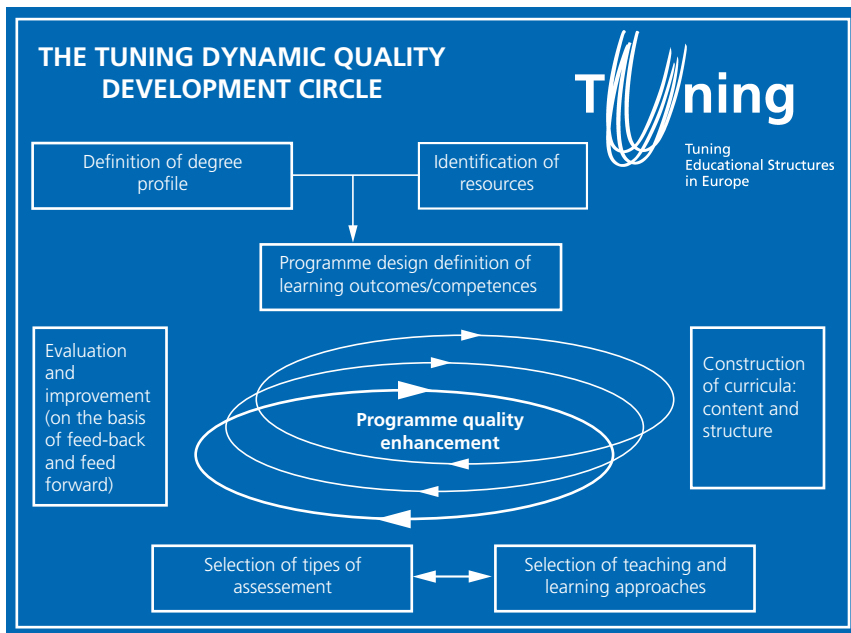 THE TUNING DYNAMIC QUALITY
DEVELOPMENT CIRCLE
Tuning
Tuning
Educational Structures
in Europe
Definition of degree
profile
Identification of
resources
Programme design definition of
learning outcomes/competences
Evaluation
and
improvement
(on the basis
of feed-back
and feed
forward)
Programme quality
enhancement
Construction
of curricula:
content and
structure
Selection of tipes of
assessement
Selection of teaching and
learning approaches